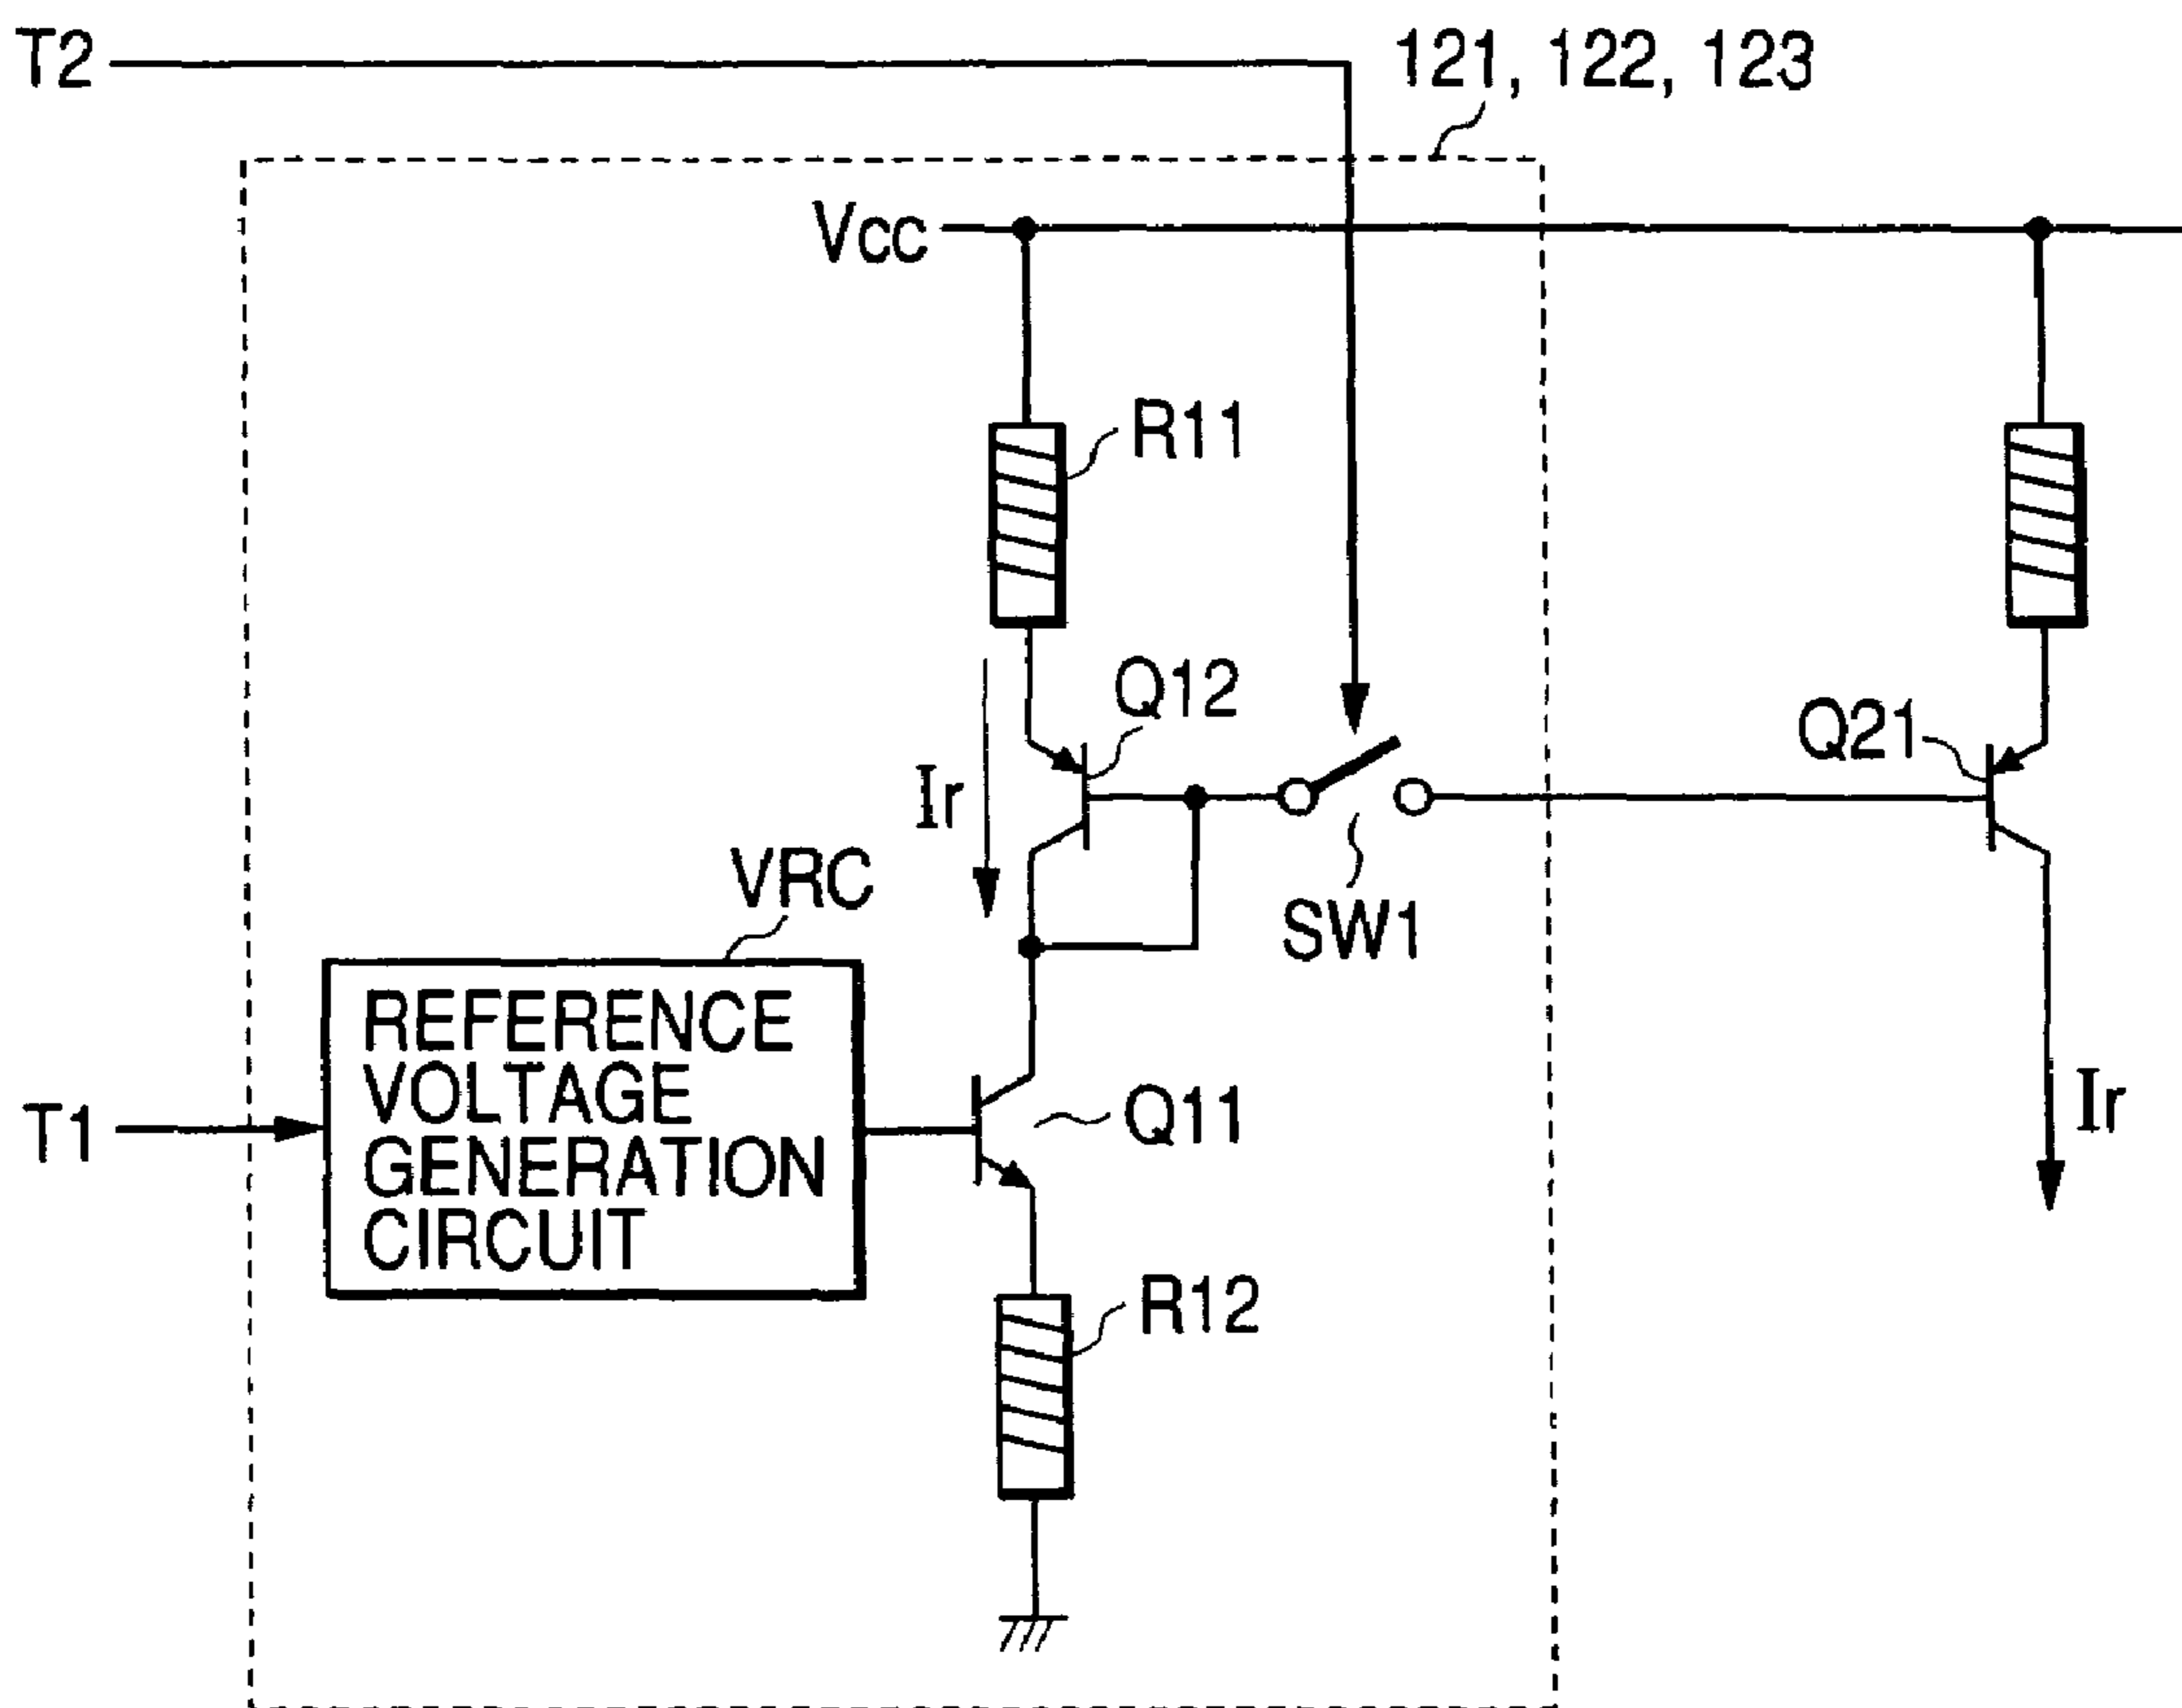 T2
121, 122, 123
Vcc
R11
Q12
Q21
Ir
VRC
SW1
REFERENCE
VOLTAGE
GENERATION
CIRCUIT
T1
Q11
Ir
R12